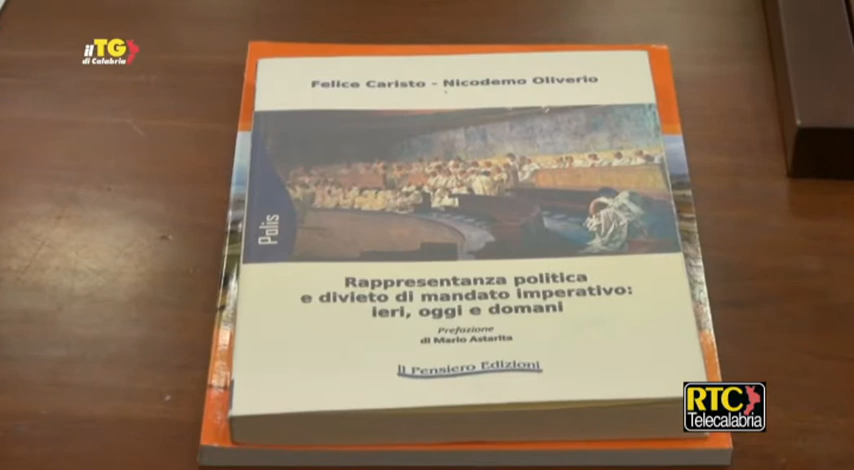 il TG
di Calabria
Felice Caristo - Nicodemo Oliverio
Polis
Rappresentanza politica
e divieto di mandato imperativo:
ieri, oggi e domani
Prefazione
di Mario Astarita
Il Pensiero Edizioni
RTC
Telecalabria